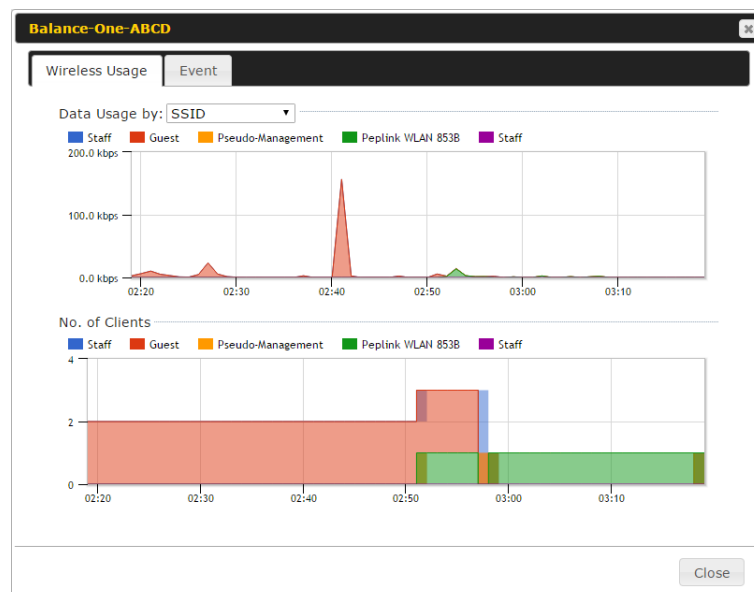 Balance-One-ABCD
Wireless Usage Event
Data Usage by: SSID
Staff Guest Pseudo-Management Peplink WLAN 853B Staff
200.0 kbps
100.0 kbps
0.0 kbps
02:20 02:30 02:40 02:50 03:00 03:10
No. of Clients
Staff Guest Pseudo-Management Peplink WLAN 853B Staff
4
2
0
02:20 02:30 02:40 02:50 03:00 03:10
Close